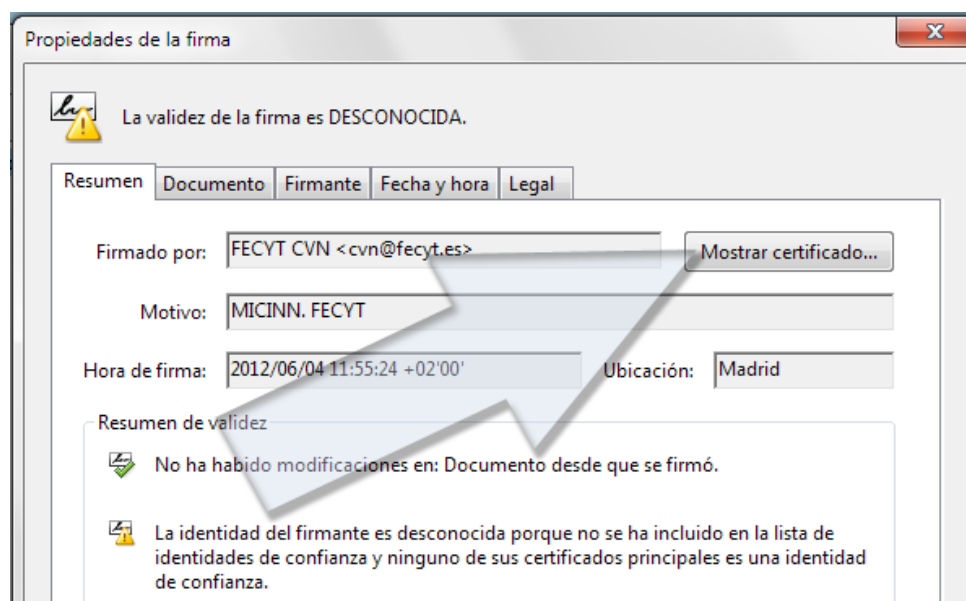 Propiedades de la firma
La validez de la firma es DESCONOCIDA.
Resumen Documento Firmante Fecha y hora Legal
Firmado por: FECYT CVN <cvn@fecyt.es> Mostrar certificado...
Motivo: MICINN. FECYT
Hora de firma: 2012/06/04 11:55:24 +02'00' Ubicación: Madrid
Resumen de validez
No ha habido modificaciones en: Documento desde que se firmó.
La identidad del firmante es desconocida porque no se ha incluido en la lista de
identidades de confianza y ninguno de sus certificados principales es una identidad
de confianza.